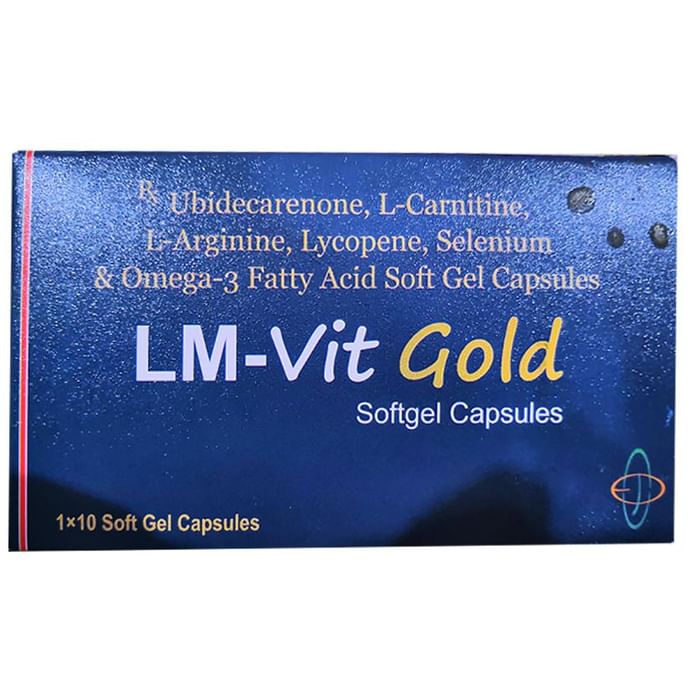 Rx Ubidecarenone, L-Carnitine,
L-Arginine, Lycopene, Selenium
& Omega-3 Fatty Acid Soft Gel Capsules
LM-Vit Gold
Softgel Capsules
1×10 Soft Gel Capsules